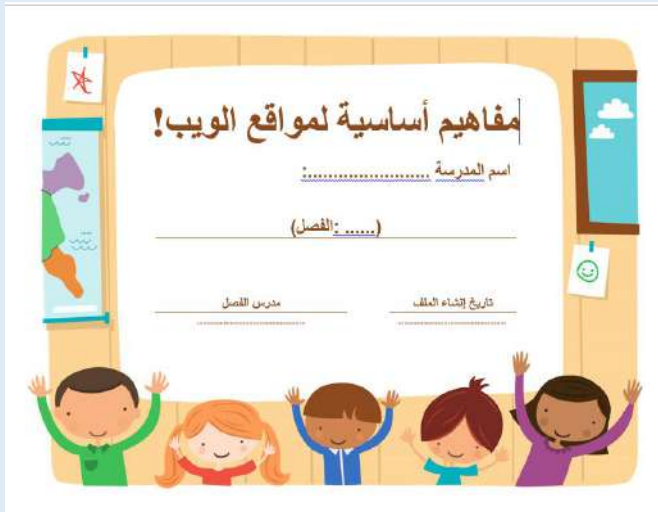 مفاهيم أساسية لمواقع الويب!
اسم المدرسة .......................:
(...... :الفصل)
تاريخ إنشاء الملف
مدرس الفصل